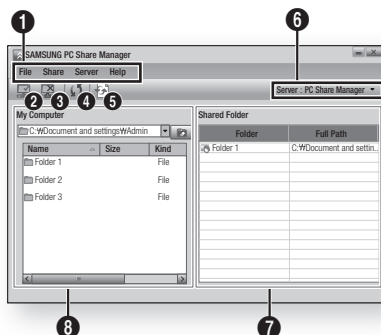 1
6
SAMSUNG PC Share Manager
File Share Server Help
2 3 4 5
Server : PC Share Manager
My Computer
Shared Folder
C:₩Document and settings₩Admin
Name Size Kind
Folder 1 File
Folder 2 File
Folder 3 File
Folder Full Path
Folder 1 C:₩Document and settin...
8
7